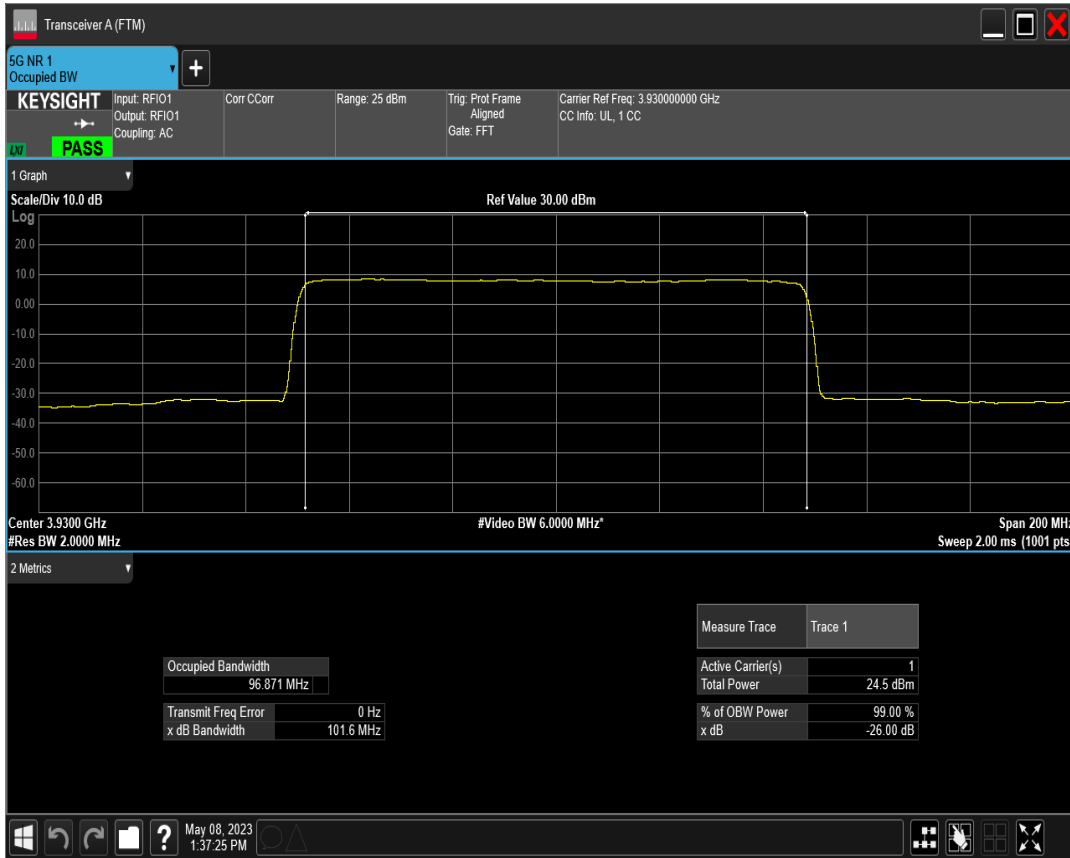 Transceiver A (FTM)
5G NR 1
Occupied BW
+
KEYSIGHT
LXI
PASS
Input: RFIO1
Output: RFIO1
Coupling: AC
Corr CCorr
Range: 25 dBm
Trig: Prot Frame
Aligned
Gate: FFT
Carrier Ref Freq: 3.930000000 GHz
CC Info: UL, 1 CC
1 Graph
Scale/Div 10.0 dB
Ref Value 30.00 dBm
Log
20.0
10.0
0.00
-10.0
-20.0
-30.0
-40.0
-50.0
-60.0
Center 3.9300 GHz
#Video BW 6.0000 MHz*
Span 200 MHz
#Res BW 2.0000 MHz
Sweep 2.00 ms (1001 pts
2 Metrics
Measure Trace Trace 1
Occupied Bandwidth
96.871 MHz
Active Carrier(s) 1
Total Power 24.5 dBm
Transmit Freq Error 0 Hz
x dB Bandwidth 101.6 MHz
% of OBW Power 99.00 %
x dB -26.00 dB
?
May 08, 2023
1:37:25 PM